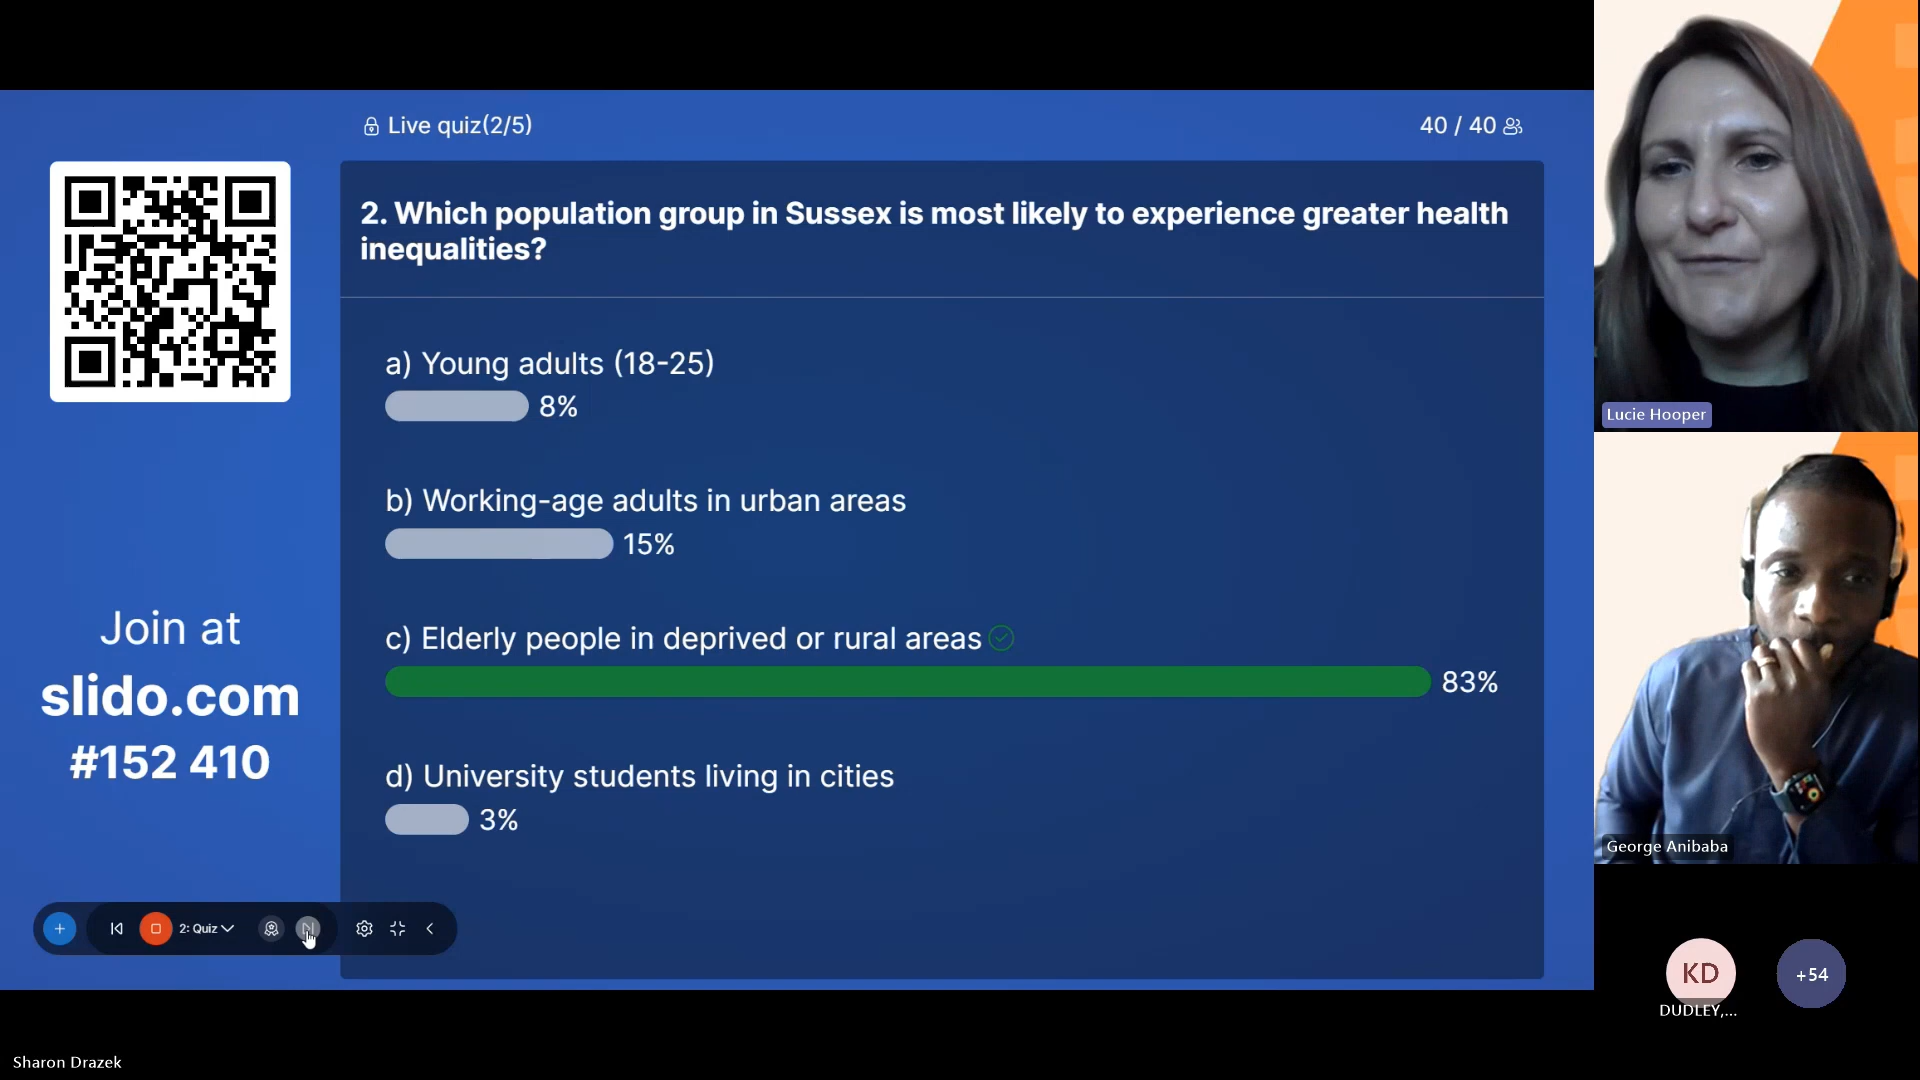 Live quiz(2/5)
40 / 40
2. Which population group in Sussex is most likely to experience greater health
inequalities?
a) Young adults (18-25)
8%
b) Working-age adults in urban areas
15%
c) Elderly people in deprived or rural areas
83%
d) University students living in cities
3%
Join at
slido.com
#152 410
2: Quiz
Lucie Hooper
George Anibaba
KD
DUDLEY,...
+54
Sharon Drazek